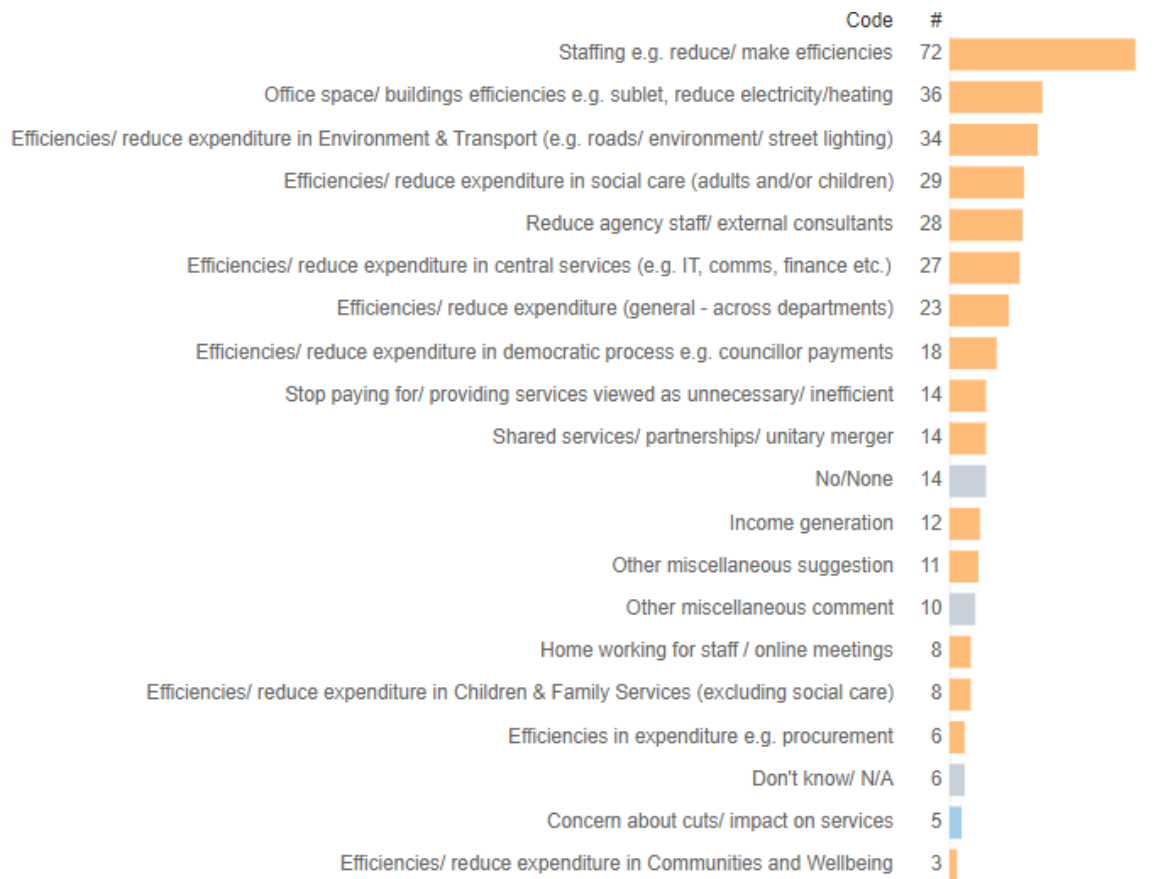 Code #
Staffing e.g. reduce/ make efficiencies 72
Office space/ buildings efficiencies e.g. sublet, reduce electricity/heating 36
Efficiencies/ reduce expenditure in Environment & Transport (e.g. roads/ environment/ street lighting) 34
Efficiencies/ reduce expenditure in social care (adults and/or children) 29
Reduce agency staff/ external consultants 28
Efficiencies/ reduce expenditure in central services (e.g. IT, comms, finance etc.) 27
Efficiencies/ reduce expenditure (general - across departments) 23
Efficiencies/ reduce expenditure in democratic process e.g. councillor payments 18
Stop paying for/ providing services viewed as unnecessary/ inefficient 14
Shared services/ partnerships/ unitary merger 14
No/None 14
Income generation 12
Other miscellaneous suggestion 11
Other miscellaneous comment 10
Home working for staff / online meetings 8
Efficiencies/ reduce expenditure in Children & Family Services (excluding social care) 8
Efficiencies in expenditure e.g. procurement 6
Don't know/ N/A 6
Concern about cuts/ impact on services 5
Efficiencies/ reduce expenditure in Communities and Wellbeing 3